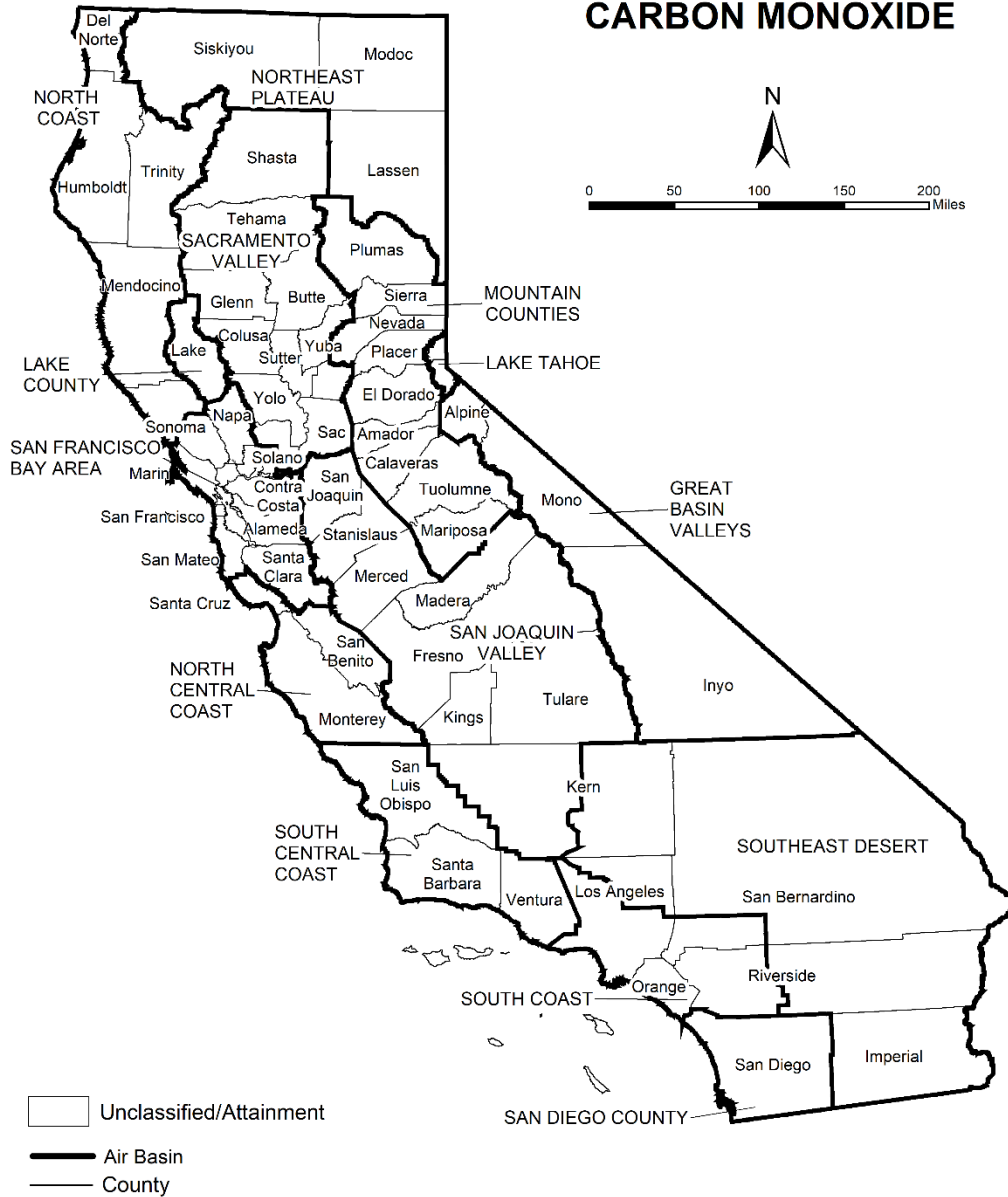 CARBON MONOXIDE
Del
Norte
Siskiyou
Modoc
NORTHEAST
PLATEAU
NORTH
COAST
N
Shasta
Lassen
Trinity
Humboldt
0 50 100 150 200
Miles
Tehama
SACRAMENTO
VALLEY
Plumas
Mendocino
Glenn
Butte
Sierra
MOUNTAIN
COUNTIES
Nevada
Colusa
Yuba
Sutter
Placer
Lake
LAKE TAHOE
LAKE
COUNTY
Yolo
El Dorado
Napa
Alpine
Sonoma
Sac
Amador
SAN FRANCISCO
BAY AREA
Solano
Calaveras
Marin
San
Joaquin
Contra
Costa
Tuolumne
Mono
GREAT
BASIN
VALLEYS
San Francisco
Alameda
Stanislaus
Mariposa
San Mateo
Santa
Clara
Merced
Santa Cruz
Madera
San
Benito
SAN JOAQUIN
VALLEY
Fresno
NORTH
CENTRAL
COAST
Inyo
Tulare
Monterey
Kings
San
Luis
Obispo
Kern
SOUTH
CENTRAL
COAST
SOUTHEAST DESERT
Santa
Barbara
Ventura
Los Angeles
San Bernardino
Riverside
Orange
SOUTH COAST
San Diego
Imperial
SAN DIEGO COUNTY
Unclassified/Attainment
Air Basin
County